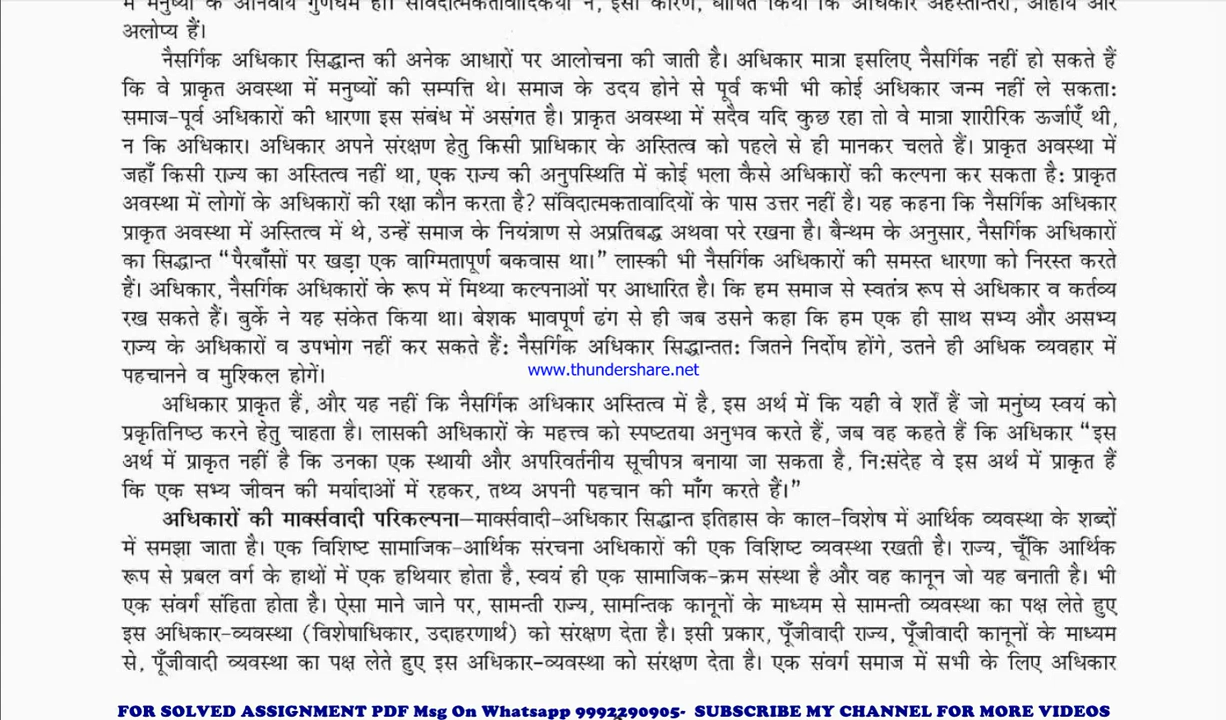 में मनुष्यों के अनिवार्य गुणधर्म हों। संविदात्मकतावादिकयों ने, इसी कारण, घोषित किया कि अधिकार अहस्तान्तरी, आहार्य और
अलोप्य हैं।
नैसर्गिक अधिकार सिद्धान्त की अनेक आधारों पर आलोचना की जाती है। अधिकार मात्रा इसलिए नैसर्गिक नहीं हो सकते हैं
कि वे प्राकृत अवस्था में मनुष्यों की सम्पत्ति थे। समाज के उदय होने से पूर्व कभी भी कोई अधिकार जन्म नहीं ले सकता:
समाज-पूर्व अधिकारों की धारणा इस संबंध में असंगत है। प्राकृत अवस्था में सदैव यदि कुछ रहा तो वे मात्रा शारीरिक ऊर्जाएँ थी,
न कि अधिकार। अधिकार अपने संरक्षण हेतु किसी प्राधिकार के अस्तित्व को पहले से ही मानकर चलते हैं। प्राकृत अवस्था में
जहाँ किसी राज्य का अस्तित्व नहीं था, एक राज्य की अनुपस्थिति में कोई भला कैसे अधिकारों की कल्पना कर सकता है: प्राकृत
अवस्था में लोगों के अधिकारों की रक्षा कौन करता है? संविदात्मकतावादियों के पास उत्तर नहीं है। यह कहना कि नैसर्गिक अधिकार
प्राकृत अवस्था में अस्तित्व में थे, उन्हें समाज के नियंत्राण से अप्रतिबद्ध अथवा परे रखना है। बैन्थम के अनुसार, नैसर्गिक अधिकारों
का सिद्धान्त “पैरबाँसों पर खड़ा एक वाग्मितापूर्ण बकवास था।” लास्की भी नैसर्गिक अधिकारों की समस्त धारणा को निरस्त करते
हैं। अधिकार, नैसर्गिक अधिकारों के रूप में मिथ्या कल्पनाओं पर आधारित है। कि हम समाज से स्वतंत्र रूप से अधिकार व कर्तव्य
रख सकते हैं। बुर्के ने यह संकेत किया था। बेशक भावपूर्ण ढंग से ही जब उसने कहा कि हम एक ही साथ सभ्य और असभ्य
राज्य के अधिकारों व उपभोग नहीं कर सकते हैं: नैसर्गिक अधिकार सिद्धान्तत: जितने निर्दोष होंगे, उतने ही अधिक व्यवहार में
पहचानने व मुश्किल होगें।
www.thundershare.net
अधिकार प्राकृत हैं, और यह नहीं कि नैसर्गिक अधिकार अस्तित्व में है, इस अर्थ में कि यही वे शर्तें हैं जो मनुंष्य स्वयं को
प्रकृतिनिष्ठ करने हेतु चाहता है। लासकी अधिकारों के महत्त्व को स्पष्टतया अनुभव करते हैं, जब वह कहते हैं कि अधिकार “इस
अर्थ में प्राकृत नहीं है कि उनका एक स्थायी और अपरिवर्तनीय सूचीपत्र बनाया जा सकता है, नि:संदेह वे इस अर्थ में प्राकृत हैं
कि एक सभ्य जीवन की मर्यादाओं में रहकर, तथ्य अपनी पहचान की माँग करते हैं।”
अधिकारों की मार्क्सवादी परिकल्पना—मार्क्सवादी-अधिकार सिद्धान्त इतिहास के काल-विशेष में आर्थिक व्यवस्था के शब्दों
में समझा जाता है। एक विशिष्ट सामाजिक-आर्थिक संरचना अधिकारों की एक विशिष्ट व्यवस्था रखती है। राज्य, चूँकि आर्थिक
रूप से प्रबल वर्ग के हाथों में एक हथियार होता है, स्वयं ही एक सामाजिक-क्रम संस्था है और वह कानून जो यह बनाती है। भी
एक संवर्ग संहिता होता है। ऐसा माने जाने पर, सामन्ती राज्य, सामन्तिक कानूनों के माध्यम से सामन्ती व्यवस्था का पक्ष लेते हुए
इस अधिकार-व्यवस्था (विशेषाधिकार, उदाहरणार्थ) को संरक्षण देता है। इसी प्रकार, पूँजीवादी राज्य, पूँजीवादी कानूनों के माध्यम
से, पूँजीवादी व्यवस्था का पक्ष लेते हुए इस अधिकार-व्यवस्था को संरक्षण देता है। एक संवर्ग समाज में सभी के लिए अधिकार
FOR SOLVED ASSIGNMENT PDF Msg On Whatsapp 9992290905- SUBSCRIBE MY CHANNEL FOR MORE VIDEOS